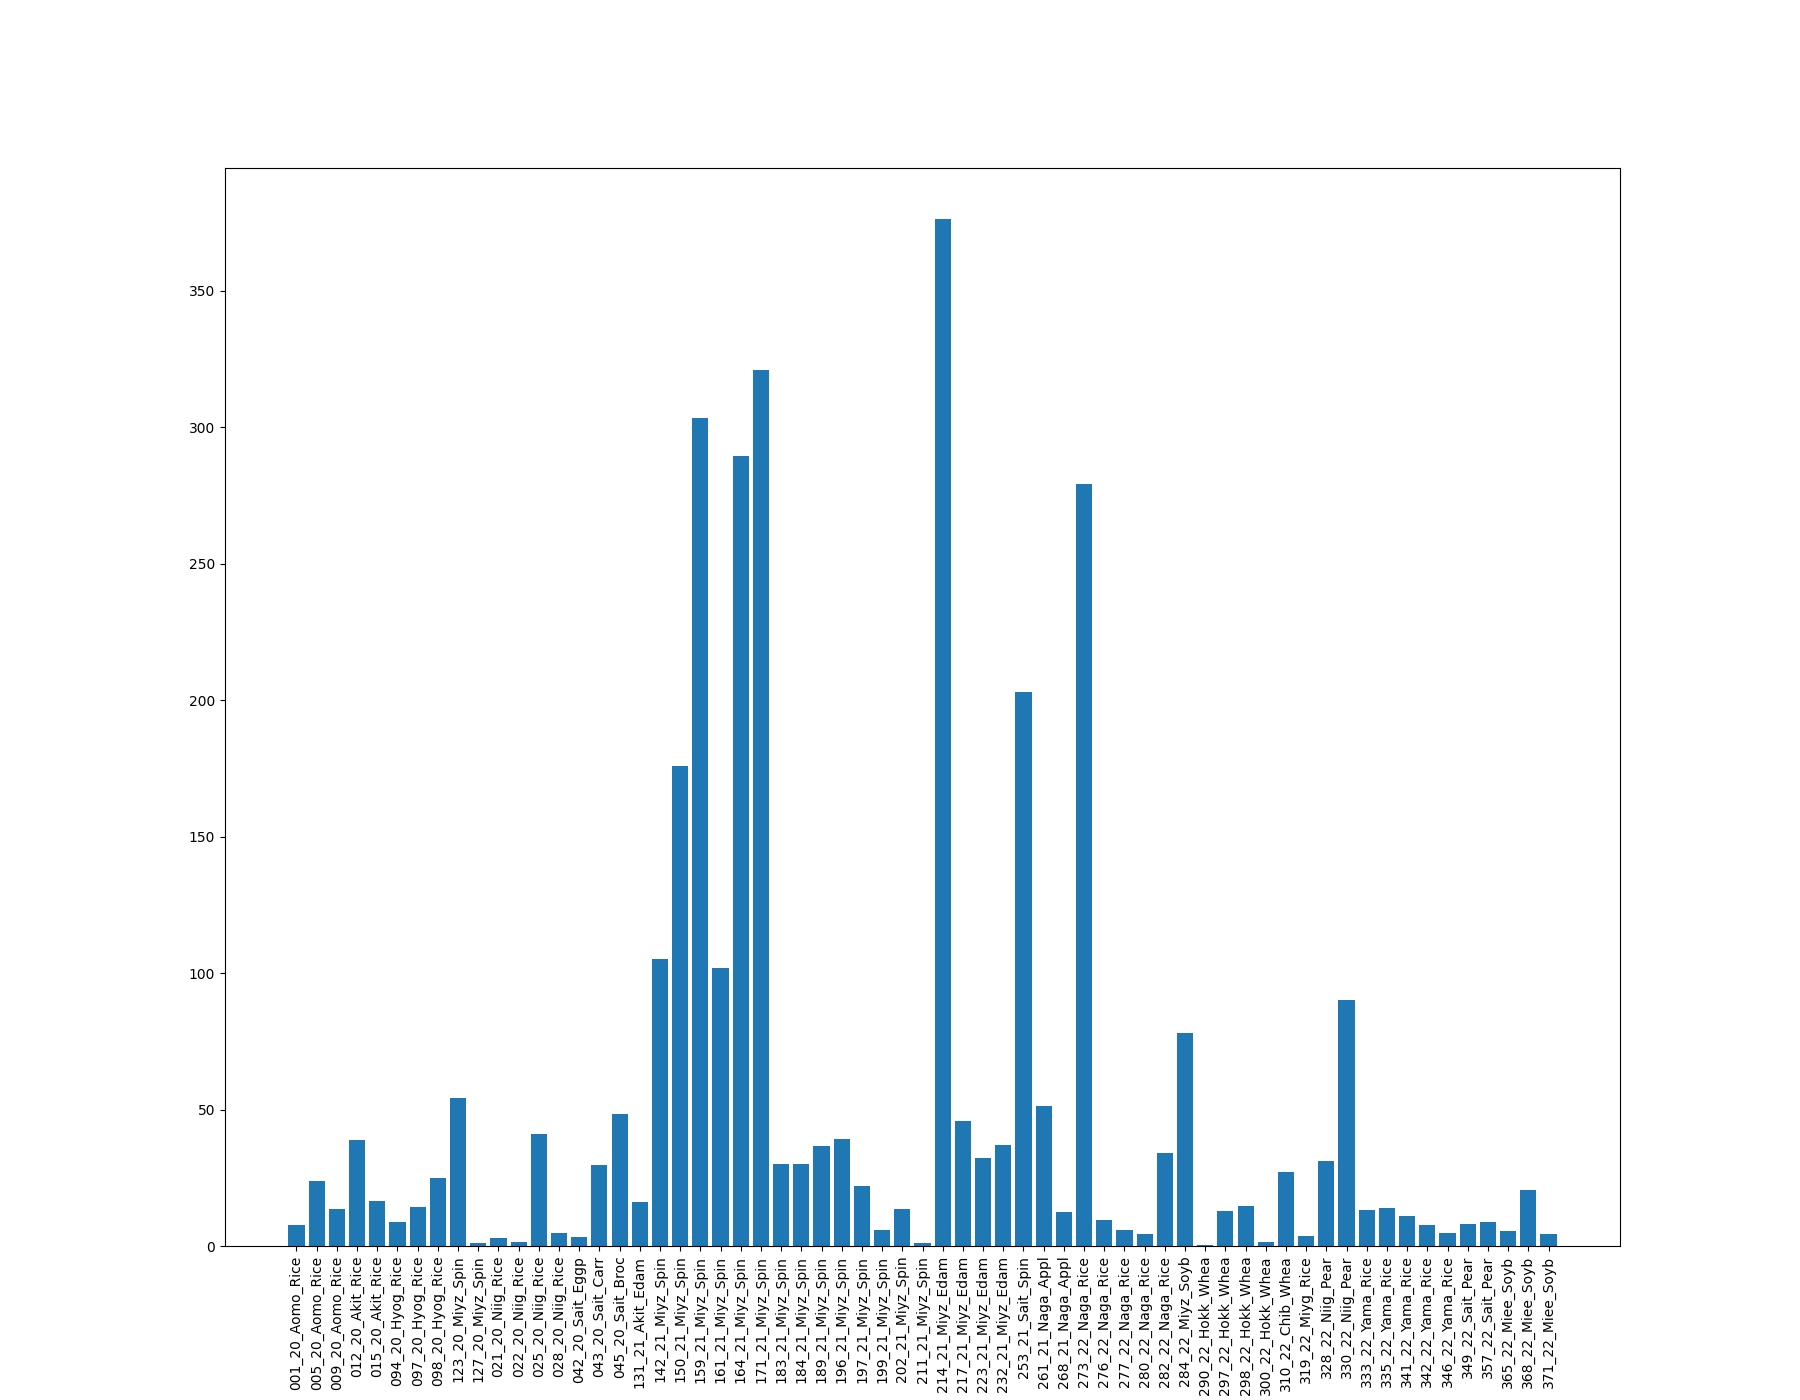 350
300
250
200
150
100
50
0
001_20_Aomo_Rice
005_20_Aomo_Rice
009_20_Aomo_Rice
012_20_Akit_Rice
015_20_Akit_Rice
094_20_Hyog_Rice
097_20_Hyog_Rice
098_20_Hyog_Rice
123_20_Miyz_Spin
127_20_Miyz_Spin
021_20_Niig_Rice
022_20_Niig_Rice
025_20_Niig_Rice
028_20_Niig_Rice
042_20_Sait_Eggp
043_20_Sait_Carr
045_20_Sait_Broc
131_21_Akit_Edam
142_21_Miyz_Spin
150_21_Miyz_Spin
159_21_Miyz_Spin
161_21_Miyz_Spin
164_21_Miyz_Spin
171_21_Miyz_Spin
183_21_Miyz_Spin
184_21_Miyz_Spin
189_21_Miyz_Spin
196_21_Miyz_Spin
197_21_Miyz_Spin
199_21_Miyz_Spin
202_21_Miyz_Spin
211_21_Miyz_Spin
214_21_Miyz_Edam
217_21_Miyz_Edam
223_21_Miyz_Edam
232_21_Miyz_Edam
253_21_Sait_Spin
261_21_Naga_Appl
268_21_Naga_Appl
273_22_Naga_Rice
276_22_Naga_Rice
277_22_Naga_Rice
280_22_Naga_Rice
282_22_Naga_Rice
284_22_Miyz_Soyb
290_22_Hokk_Whea
297_22_Hokk_Whea
298_22_Hokk_Whea
300_22_Hokk_Whea
310_22_Chib_Whea
319_22_Miyg_Rice
328_22_Niig_Pear
330_22_Niig_Pear
333_22_Yama_Rice
335_22_Yama_Rice
341_22_Yama_Rice
342_22_Yama_Rice
346_22_Yama_Rice
349_22_Sait_Pear
357_22_Sait_Pear
365_22_Miee_Soyb
368_22_Miee_Soyb
371_22_Miee_Soyb